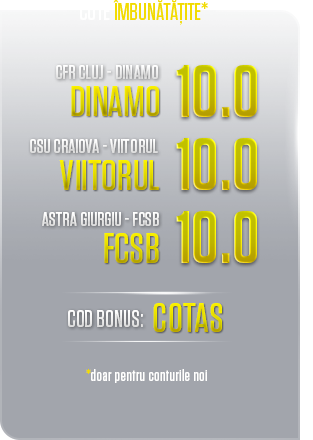 COTE ÎMBUNĂTĂȚITE*
CFR CLUJ - DINAMO
DINAMO 10.0
CSU CRAIOVA - VIITORUL
VIITORUL 10.0
ASTRA GIURGIU - FCSB
FCSB 10.0
COD BONUS: COTAS
*doar pentru conturile noi